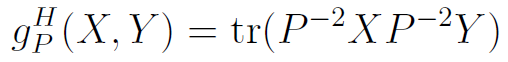 g_P^H(X, Y) = tr(P^{-2}XP^{-2}Y)